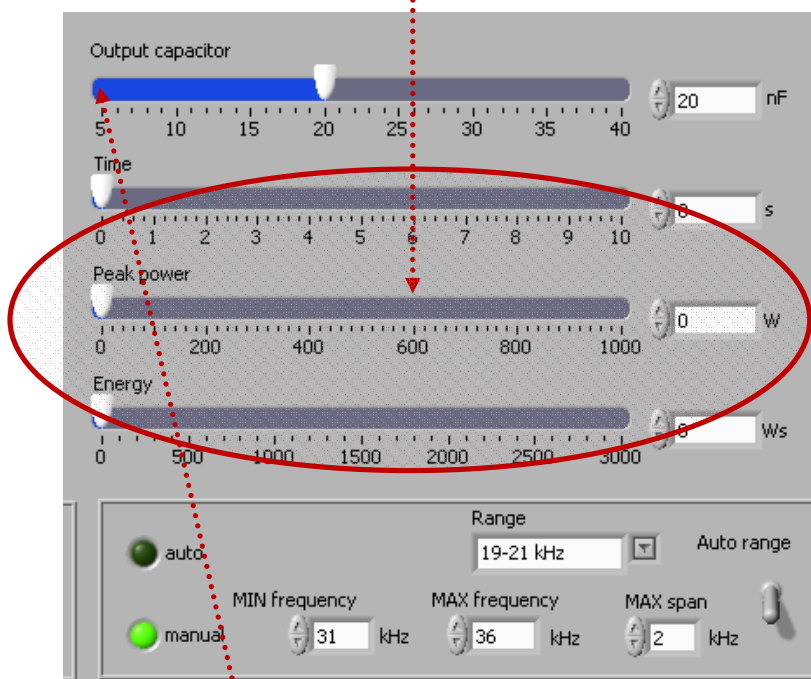 Output capacitor
20 nF
5 10 15 20 25 30 35 40
Time
0 s
0 1 2 3 4 5 6 7 8 9 10
Peak power
0 W
0 200 400 600 800 1000
Energy
0 Ws
0 500 1000 1500 2000 2500 3000
Range
auto 19-21 kHz Auto range
MIN frequency MAX frequency MAX span
manual 31 kHz 36 kHz 2 kHz